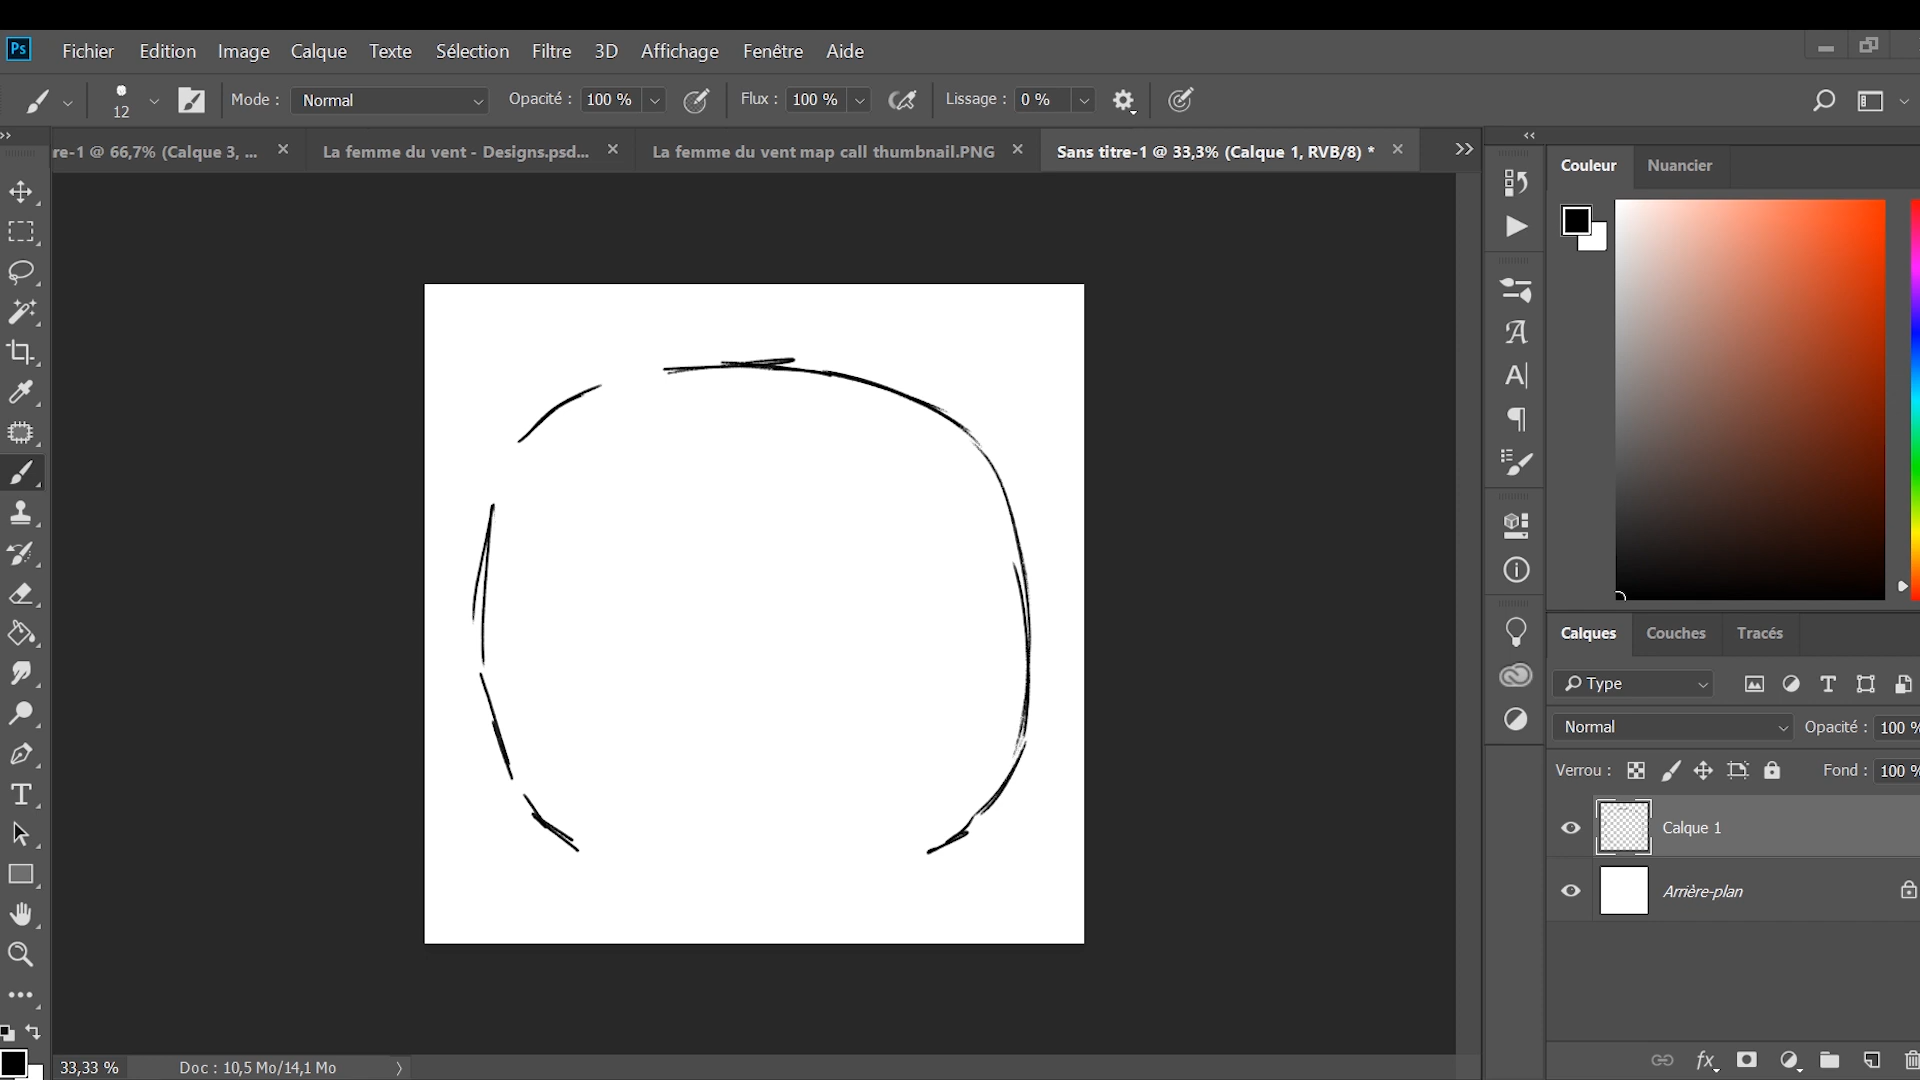 Ps Fichier Edition Image Calque Texte Sélection Filtre 3D Affichage Fenêtre Aide
12 Mode : Normal Opacité : 100 % Flux : 100 % Lissage : 0 %
re-1 @ 66,7% (Calque 3, ... La femme du vent - Designs.psd... La femme du vent map call thumbnail.PNG Sans titre-1 @ 33,3% (Calque 1, RVB/8) *
Couleur Nuancier
Calques Couches Tracés
Type
Normal Opacité : 100 %
Verrou : Fond : 100 %
Calque 1
Arrière-plan
fx
33,33 % Doc : 10,5 Mo/14,1 Mo